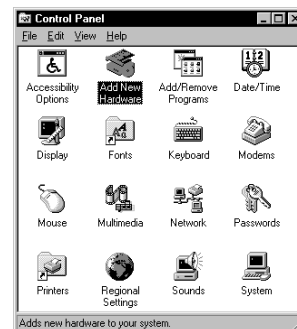 Control Panel
File Edit View Help
Accessibility Options
Add New Hardware
Add/Remove Programs
Date/Time
Display
Fonts
Keyboard
Modems
Mouse
Multimedia
Network
Passwords
Printers
Regional Settings
Sounds
System
Adds new hardware to your system.